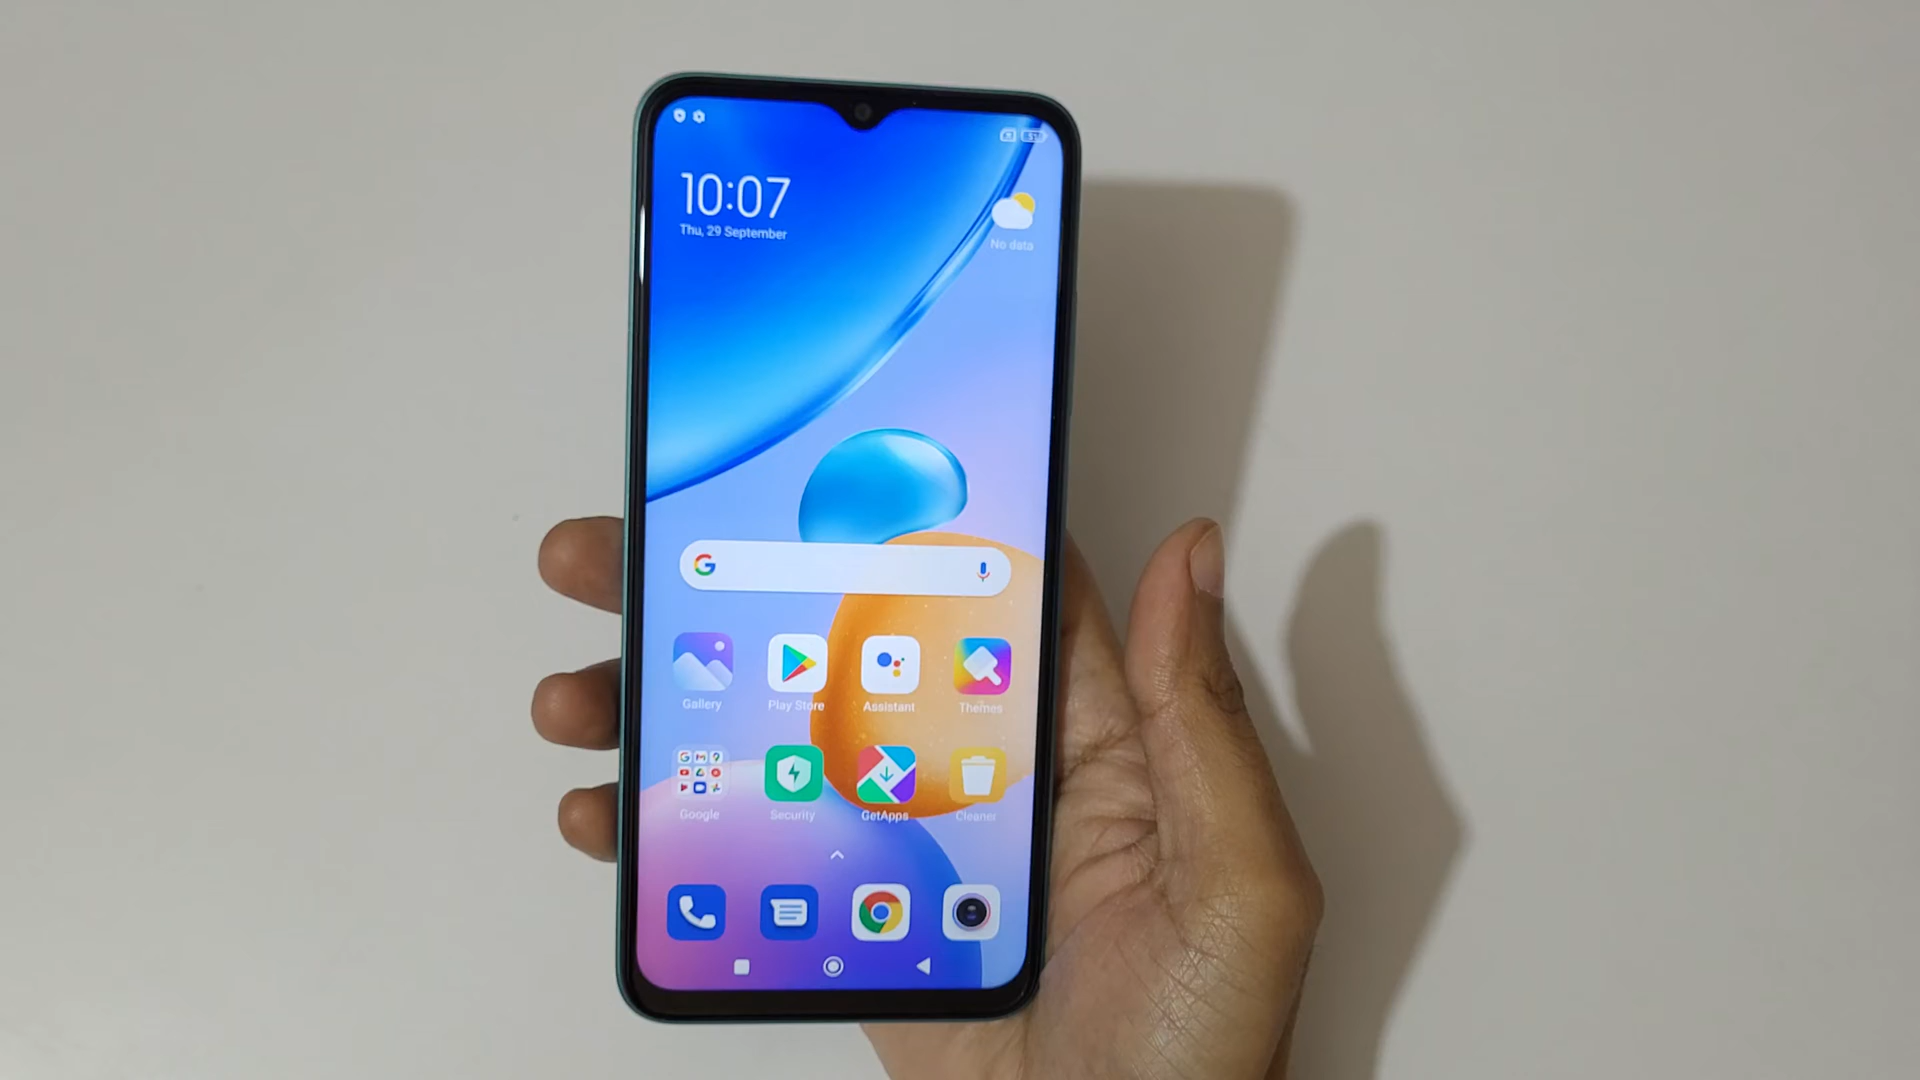 10:07
Thu, 29 September
No data
Gallery
Play Store
Assistant
Themes
Google
Security
GetApps
Cleaner